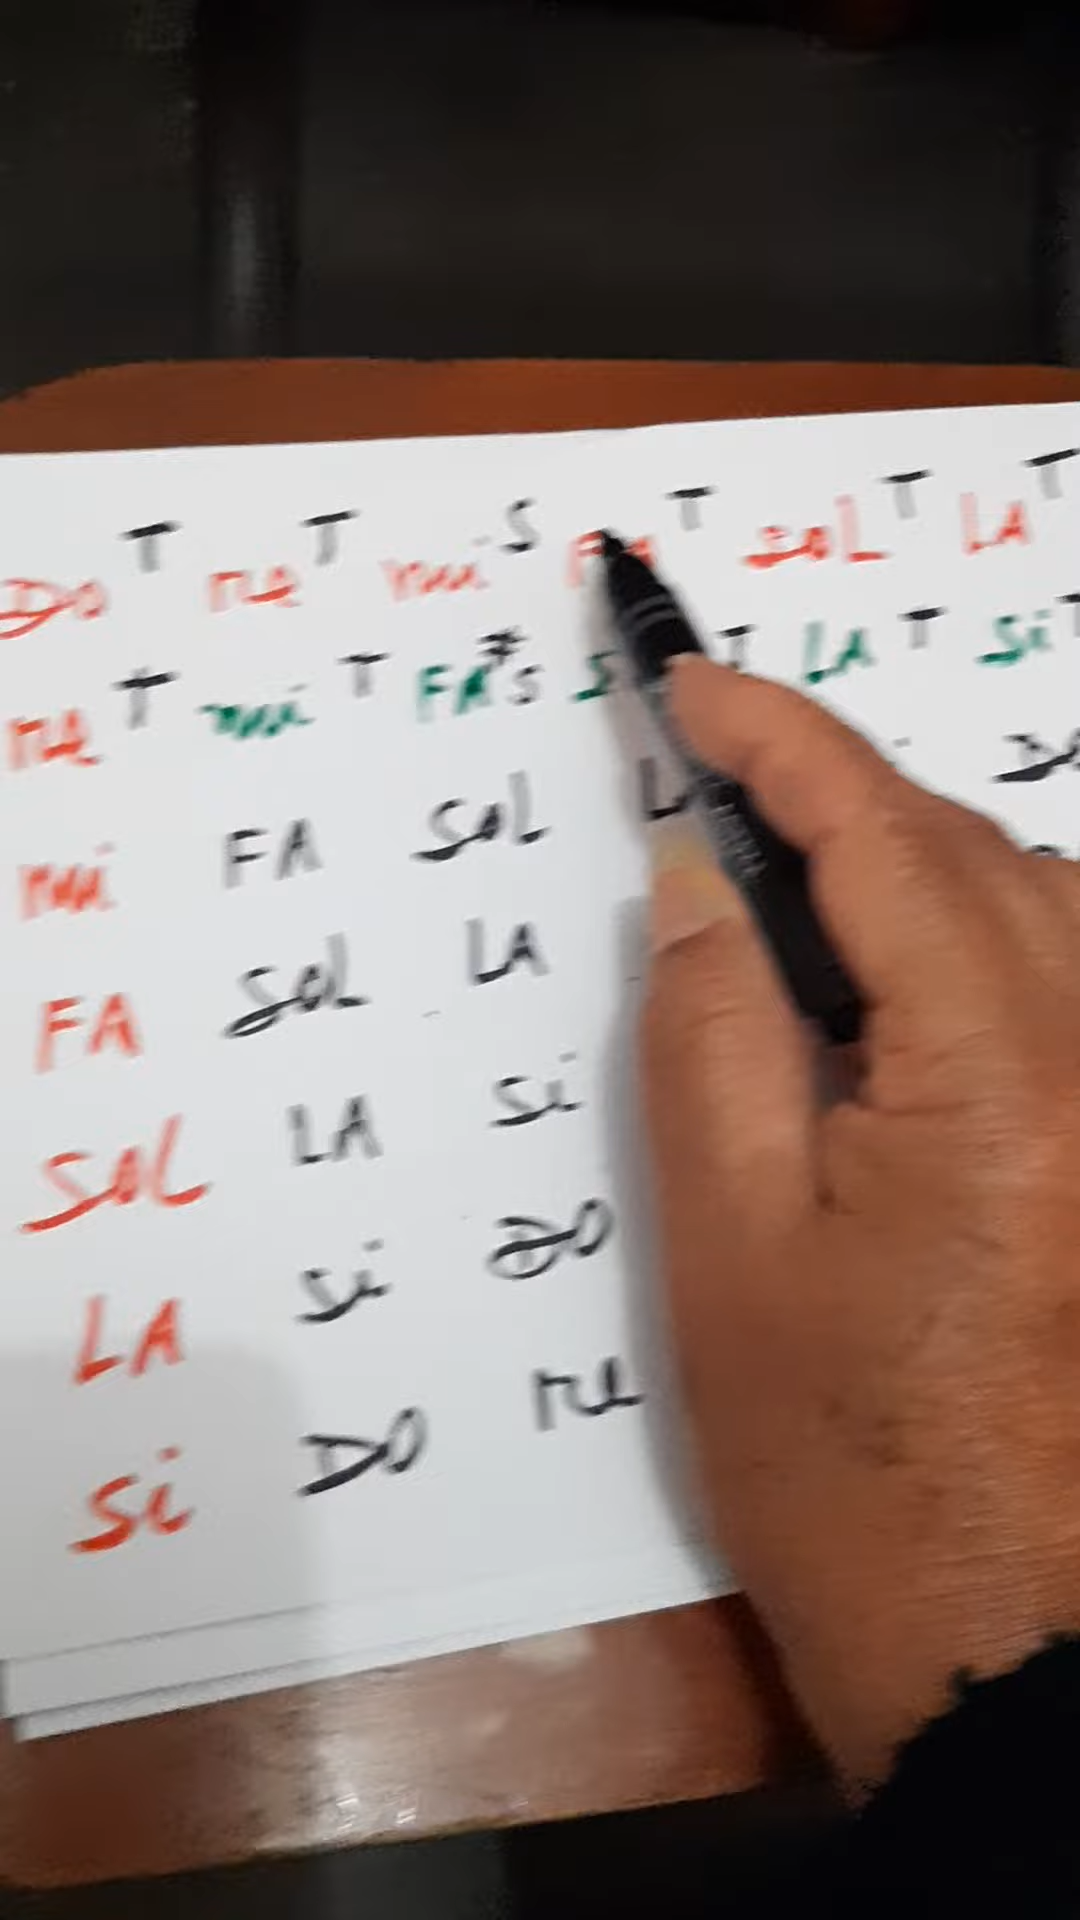 DO T re T mi S FA T SOL T LA T
re T mi T FA# S T LA T Si T
mi FA SOL
FA SOL LA
SOL LA Si
LA Si DO
Si DO re